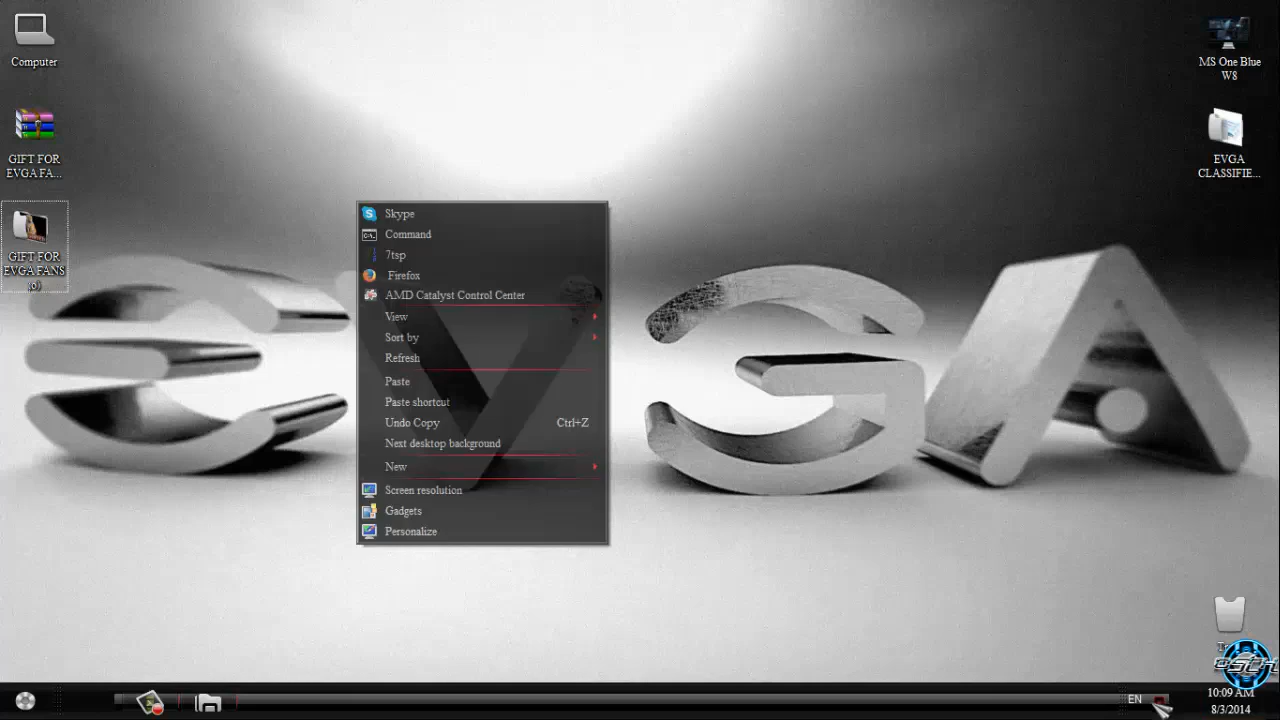 Computer
GIFT FOR
EVGA FA...
GIFT FOR
EVGA FANS
(0)
MS One Blue
W8
EVGA
CLASSIFIE...
EVGA
Skype
Command
7tsp
Firefox
AMD Catalyst Control Center
View
Sort by
Refresh
Paste
Paste shortcut
Undo Copy Ctrl+Z
Next desktop background
New
Screen resolution
Gadgets
Personalize
EN
10:09 AM
8/3/2014